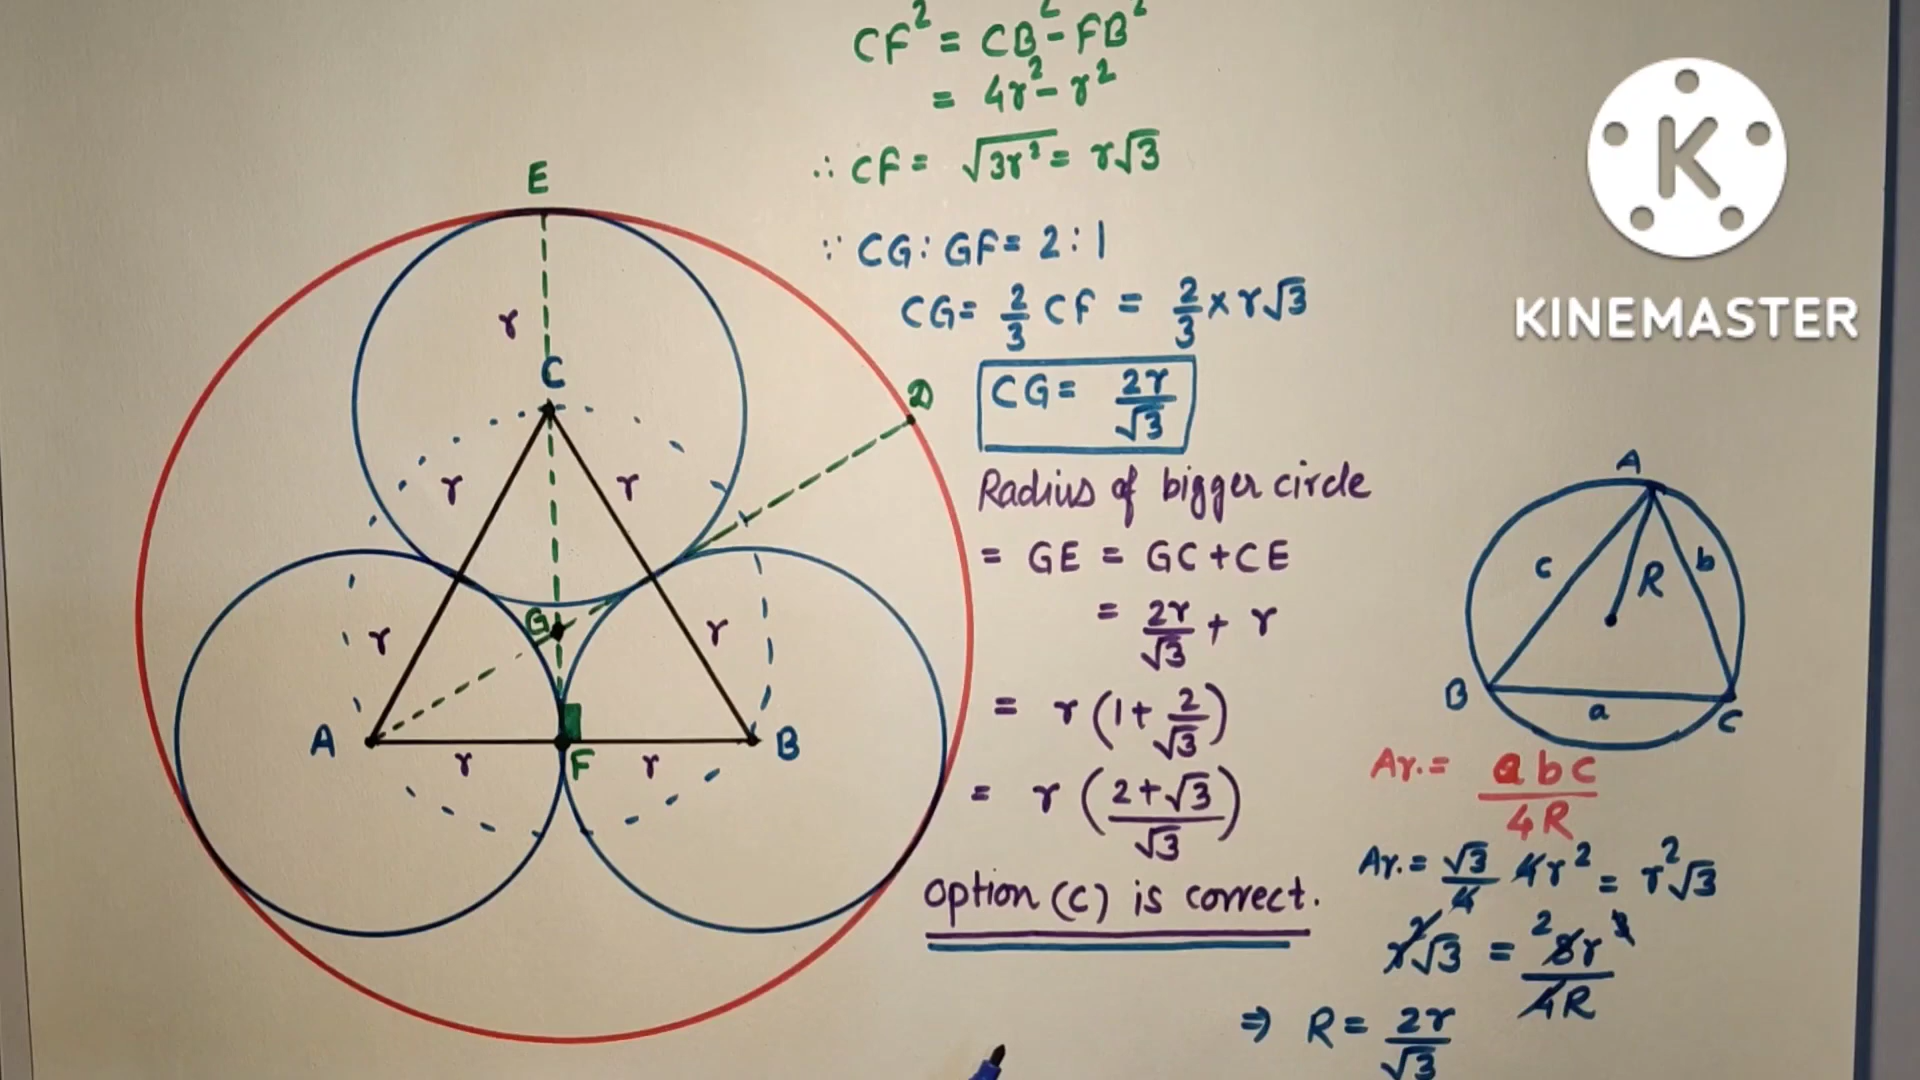 CF² = CB² - FB²
= 4r² - r²
∴ CF = √3r² = r√3
∵ CG : GF = 2 : 1
CG = 2/3 CF = 2/3 × r√3
CG = 2r/√3
Radius of bigger circle
= GE = GC + CE
= 2r/√3 + r
= r(1 + 2/√3)
= r((2+√3)/√3)
Option (C) is correct.
E
r
C
D
r r
r G r
A F B
r r
K
KINEMASTER
A
c R b
B a C
Ar. = abc/4R
Ar. = √3/4 4r² = r²√3
r²√3 = ²8r³/4R
⇒ R = 2r/√3